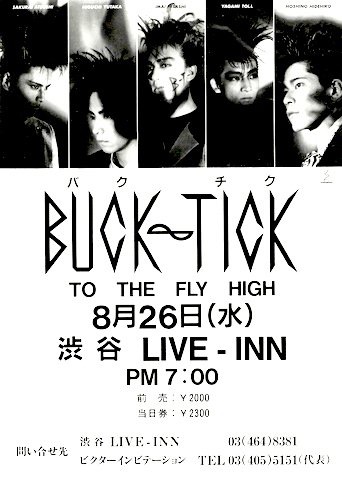 SAKURAI ATSUSHI
HIGUCHI YUTAKA
IMAI HISASHI
YAGAMI TOLL
HOSHINO HIDEHIKO
バクチク
BUCK~TICK
TO THE FLY HIGH
8月26日(水)
渋谷 LIVE-INN
PM 7:00
前 売:¥2000
当日券:¥2300
問い合せ先
渋谷 LIVE-INN 03(464)8381
ビクターインビテーション TEL 03(405)5151(代表)